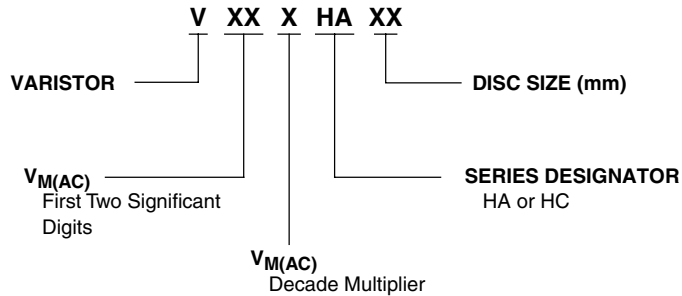 V XX X HA XX
VARISTOR
DISC SIZE (mm)
VM(AC)
First Two Significant
Digits
SERIES DESIGNATOR
HA or HC
VM(AC)
Decade Multiplier